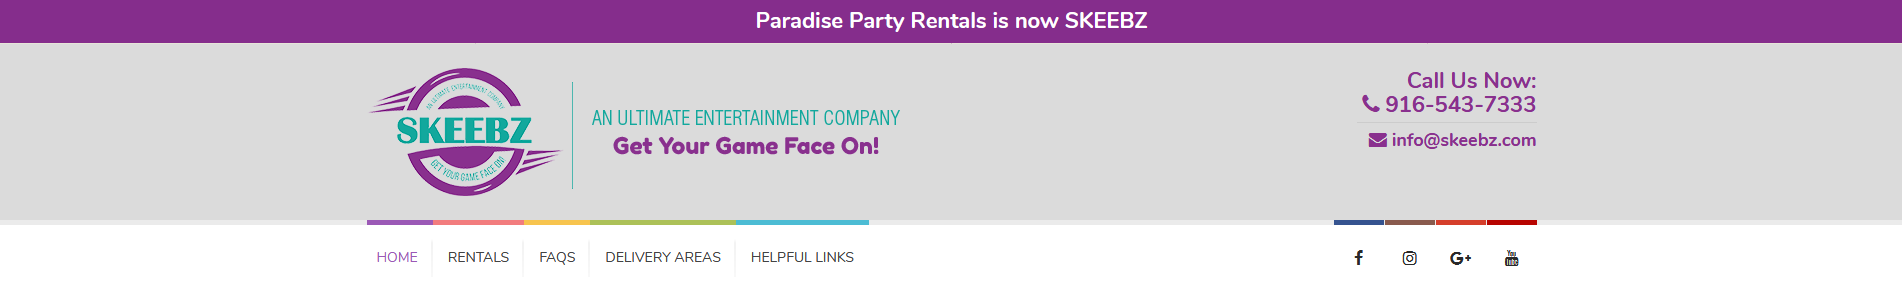 Paradise Party Rentals is now SKEEBZ
AN ULTIMATE ENTERTAINMENT COMPANY
SKEEBZ
GET YOUR GAME FACE ON!
AN ULTIMATE ENTERTAINMENT COMPANY
Get Your Game Face On!
Call Us Now:
916-543-7333
info@skeebz.com
HOME RENTALS FAQS DELIVERY AREAS HELPFUL LINKS
f G+ You Tube